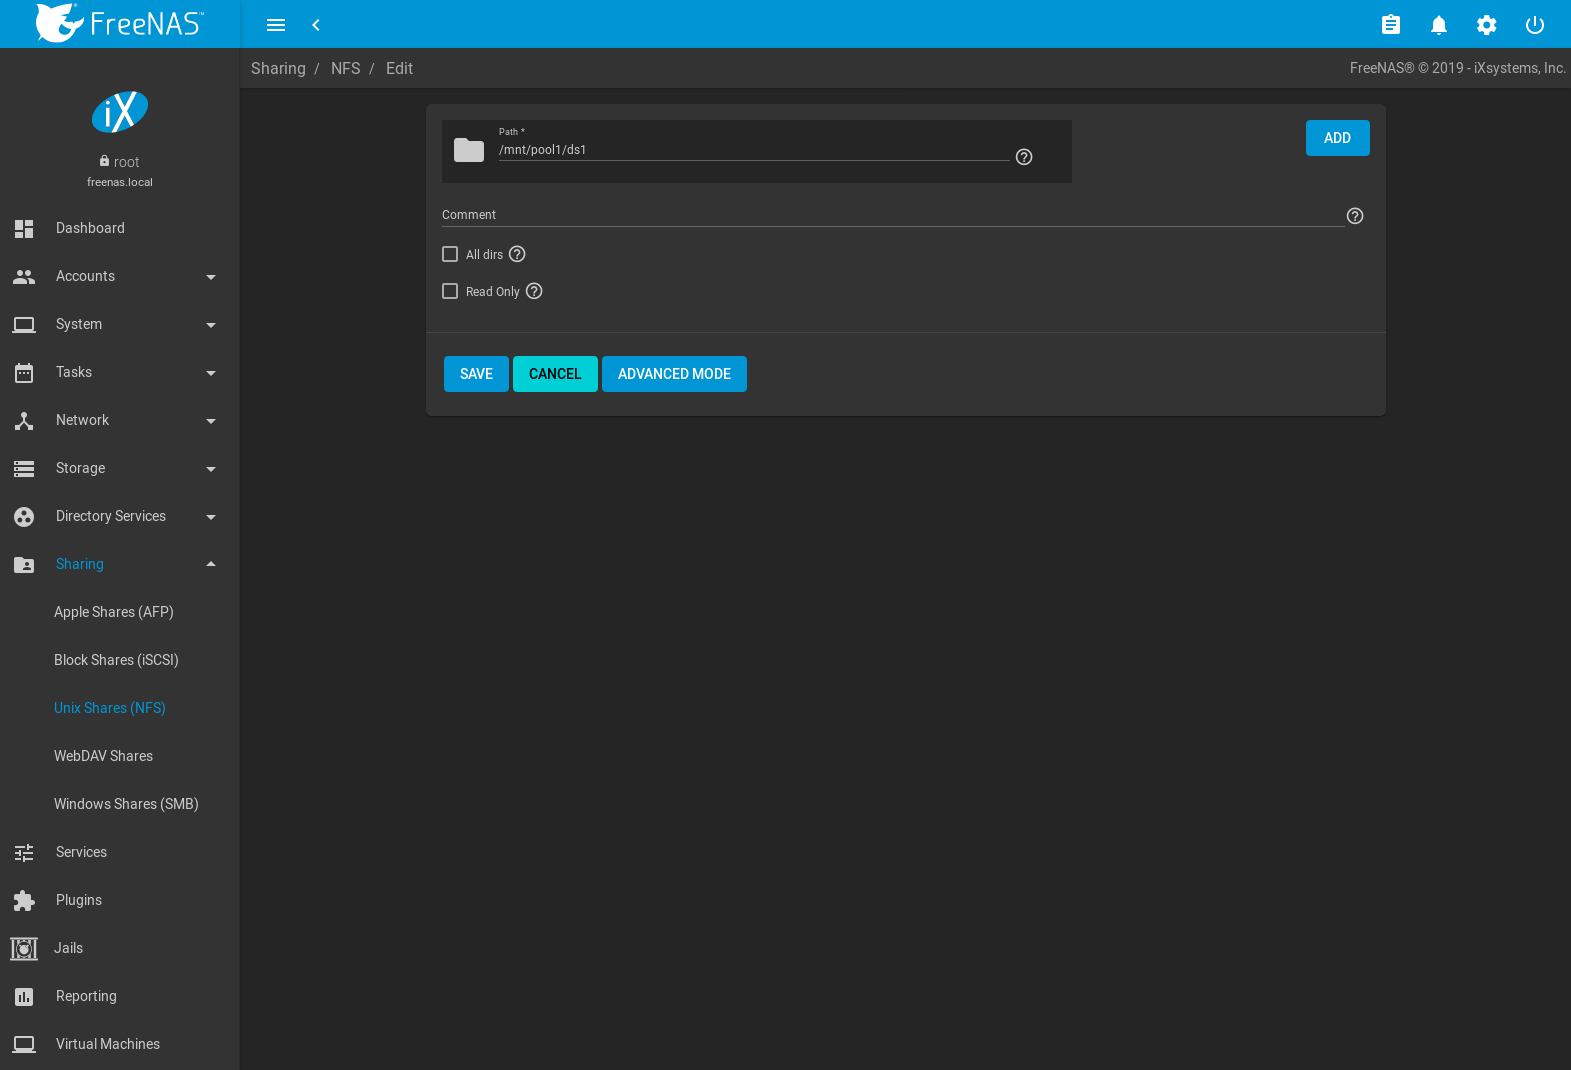 FreeNAS™
Sharing / NFS / Edit
FreeNAS® © 2019 - iXsystems, Inc.
iX
root
freenas.local
Dashboard
Accounts
System
Tasks
Network
Storage
Directory Services
Sharing
Apple Shares (AFP)
Block Shares (iSCSI)
Unix Shares (NFS)
WebDAV Shares
Windows Shares (SMB)
Services
Plugins
Jails
Reporting
Virtual Machines
Path *
/mnt/pool1/ds1
ADD
Comment
All dirs
Read Only
SAVE CANCEL ADVANCED MODE